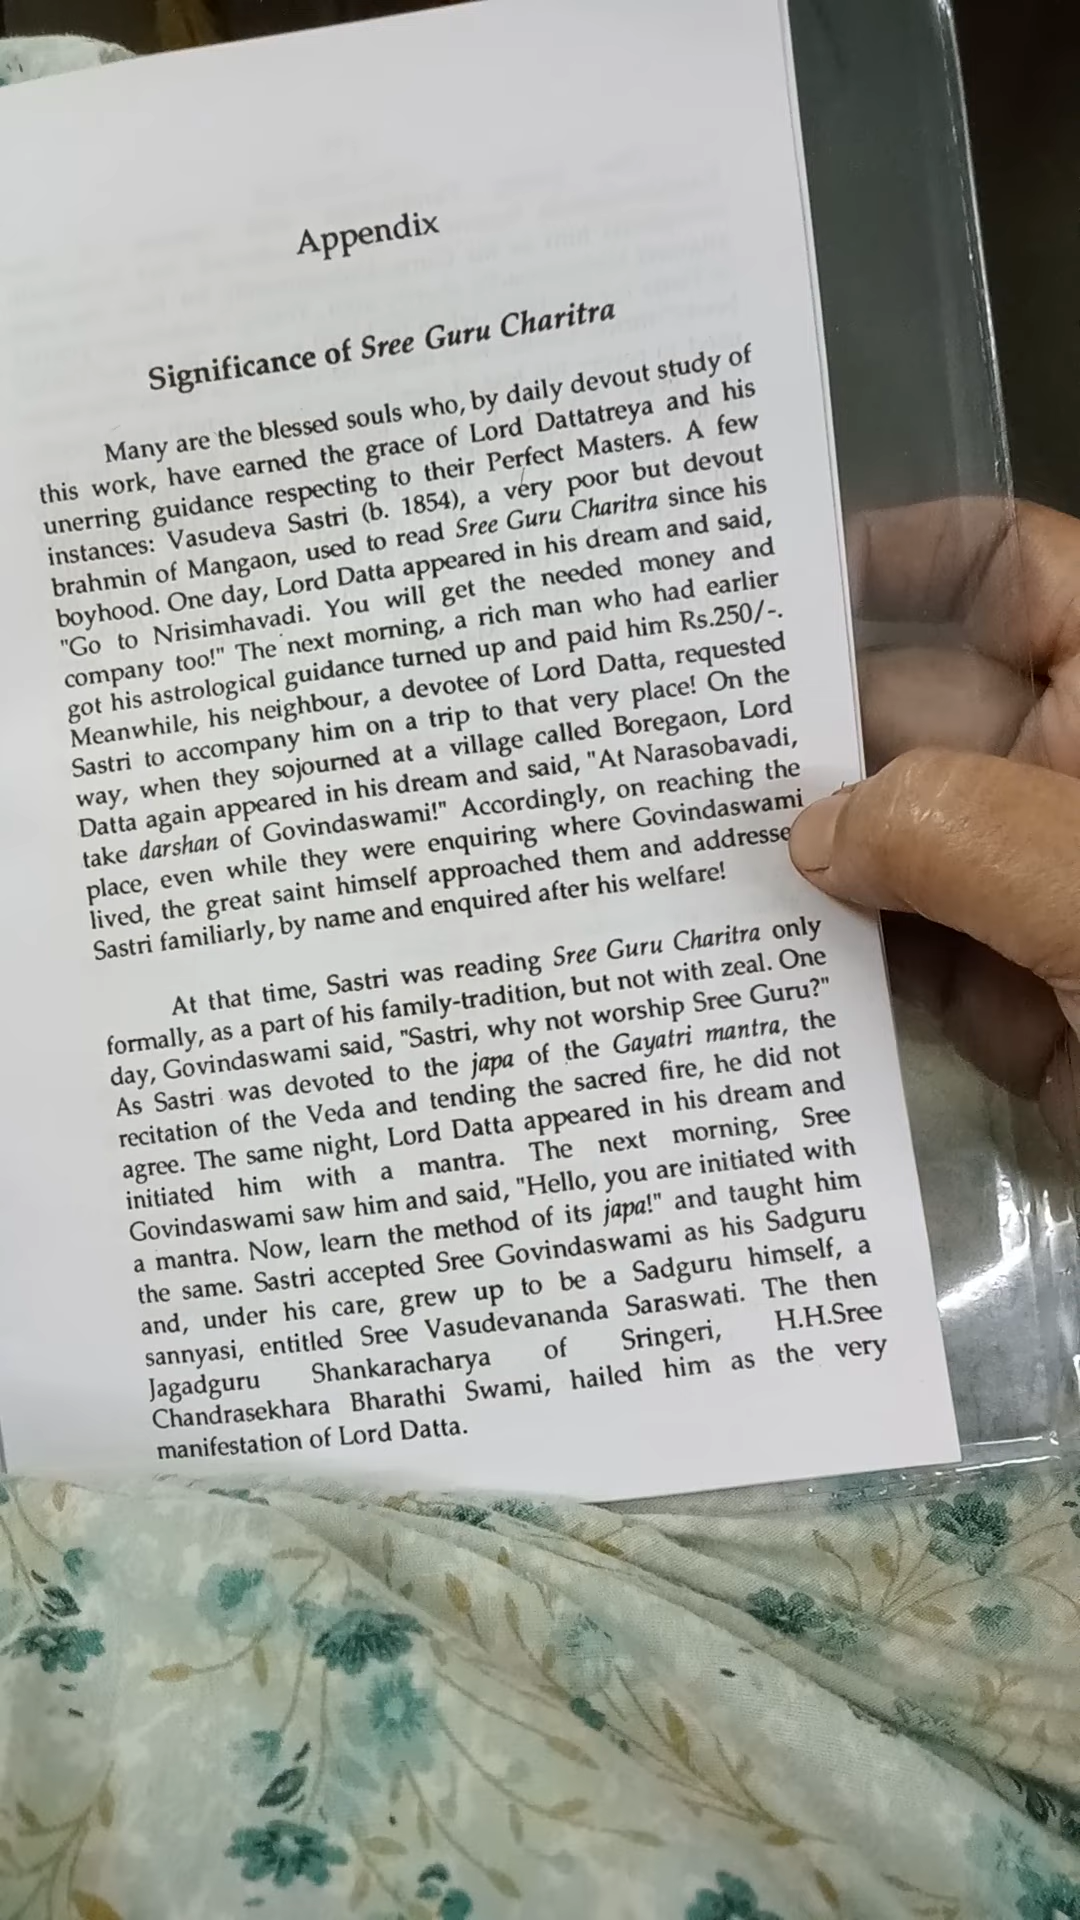 Appendix
Significance of Sree Guru Charitra
Many are the blessed souls who, by daily devout study of
this work, have earned the grace of Lord Dattatreya and his
unerring guidance respecting to their Perfect Masters. A few
instances: Vasudeva Sastri (b. 1854), a very poor but devout
brahmin of Mangaon, used to read Sree Guru Charitra since his
boyhood. One day, Lord Datta appeared in his dream and said,
"Go to Nrisimhavadi. You will get the needed money and
company too!" The next morning, a rich man who had earlier
got his astrological guidance turned up and paid him Rs.250/-.
Meanwhile, his neighbour, a devotee of Lord Datta, requested
Sastri to accompany him on a trip to that very place! On the
way, when they sojourned at a village called Boregaon, Lord
Datta again appeared in his dream and said, "At Narasobavadi,
take darshan of Govindaswami!" Accordingly, on reaching the
place, even while they were enquiring where Govindaswami
lived, the great saint himself approached them and addresse
Sastri familiarly, by name and enquired after his welfare!
At that time, Sastri was reading Sree Guru Charitra only
formally, as a part of his family-tradition, but not with zeal. One
day, Govindaswami said, "Sastri, why not worship Sree Guru?"
As Sastri was devoted to the japa of the Gayatri mantra, the
recitation of the Veda and tending the sacred fire, he did not
agree. The same night, Lord Datta appeared in his dream and
initiated him with a mantra. The next morning, Sree
Govindaswami saw him and said, "Hello, you are initiated with
a mantra. Now, learn the method of its japa!" and taught him
the same. Sastri accepted Sree Govindaswami as his Sadguru
and, under his care, grew up to be a Sadguru himself, a
sannyasi, entitled Sree Vasudevananda Saraswati. The then
Jagadguru Shankaracharya of Sringeri, H.H.Sree
Chandrasekhara Bharathi Swami, hailed him as the very
manifestation of Lord Datta.